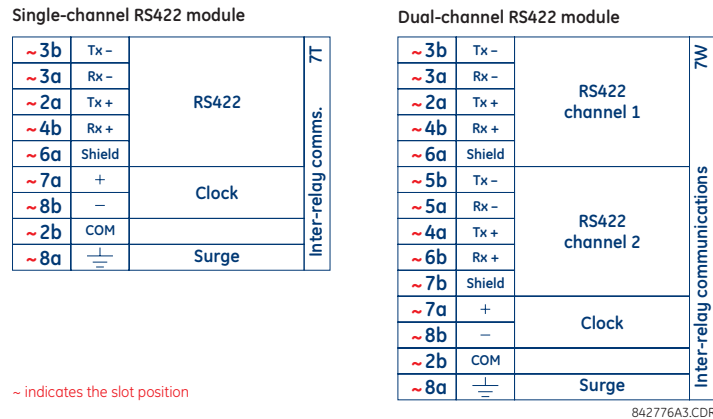 Single-channel RS422 module
~3b Tx – RS422 7T
~3a Rx –
~2a Tx +
~4b Rx +
~6a Shield
~7a + Clock
~8b –
~2b COM
~8a Surge
Inter-relay comms.
~ indicates the slot position
Dual-channel RS422 module
~3b Tx – RS422 channel 1 7W
~3a Rx –
~2a Tx +
~4b Rx +
~6a Shield
~5b Tx – RS422 channel 2
~5a Rx –
~4a Tx +
~6b Rx +
~7b Shield
~7a + Clock
~8b –
~2b COM
~8a Surge
Inter-relay communications
842776A3.CDR